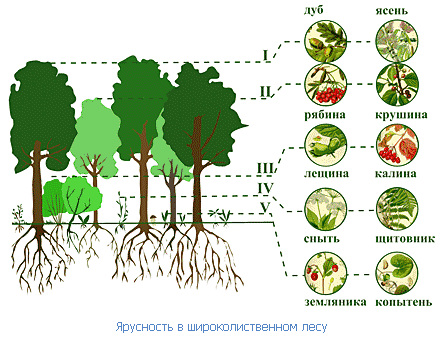 дуб ясень
I
II
рябина крушина
III
лещина калина
IV
V
сныть щитовник
земляника копытень
Ярусность в широколиственном лесу